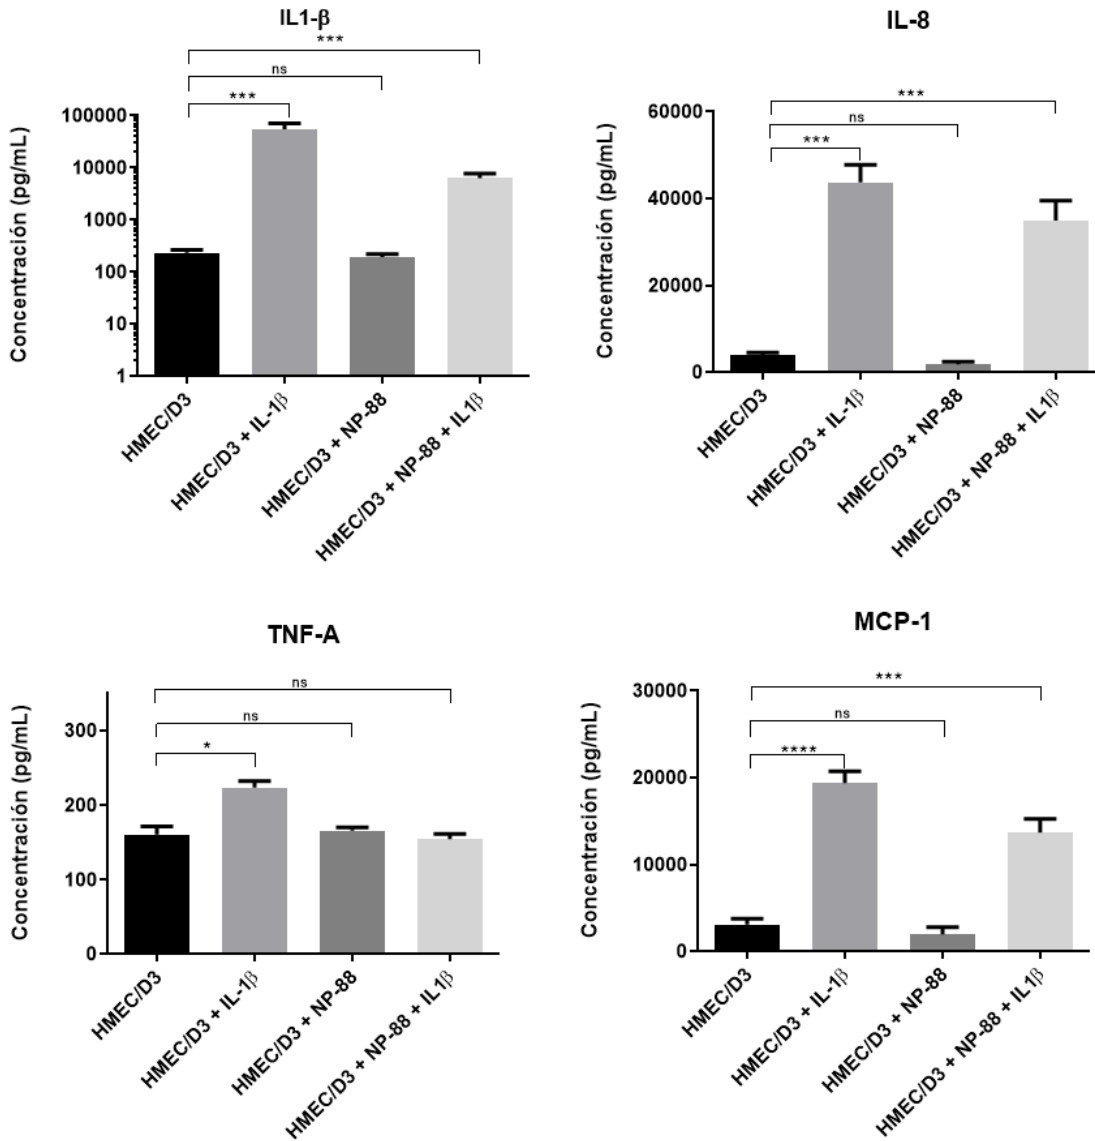 IL1-β
***
ns
***
Concentración (pg/mL)
100000
10000
1000
100
10
1
HMEC/D3
HMEC/D3 + IL-1β
HMEC/D3 + NP-88
HMEC/D3 + NP-88 + IL1β
IL-8
***
ns
***
Concentración (pg/mL)
60000
40000
20000
0
HMEC/D3
HMEC/D3 + IL-1β
HMEC/D3 + NP-88
HMEC/D3 + NP-88 + IL1β
TNF-A
ns
ns
*
Concentración (pg/mL)
300
200
100
0
HMEC/D3
HMEC/D3 + IL-1β
HMEC/D3 + NP-88
HMEC/D3 + NP-88 + IL1β
MCP-1
***
ns
****
Concentración (pg/mL)
30000
20000
10000
0
HMEC/D3
HMEC/D3 + IL-1β
HMEC/D3 + NP-88
HMEC/D3 + NP-88 + IL1β